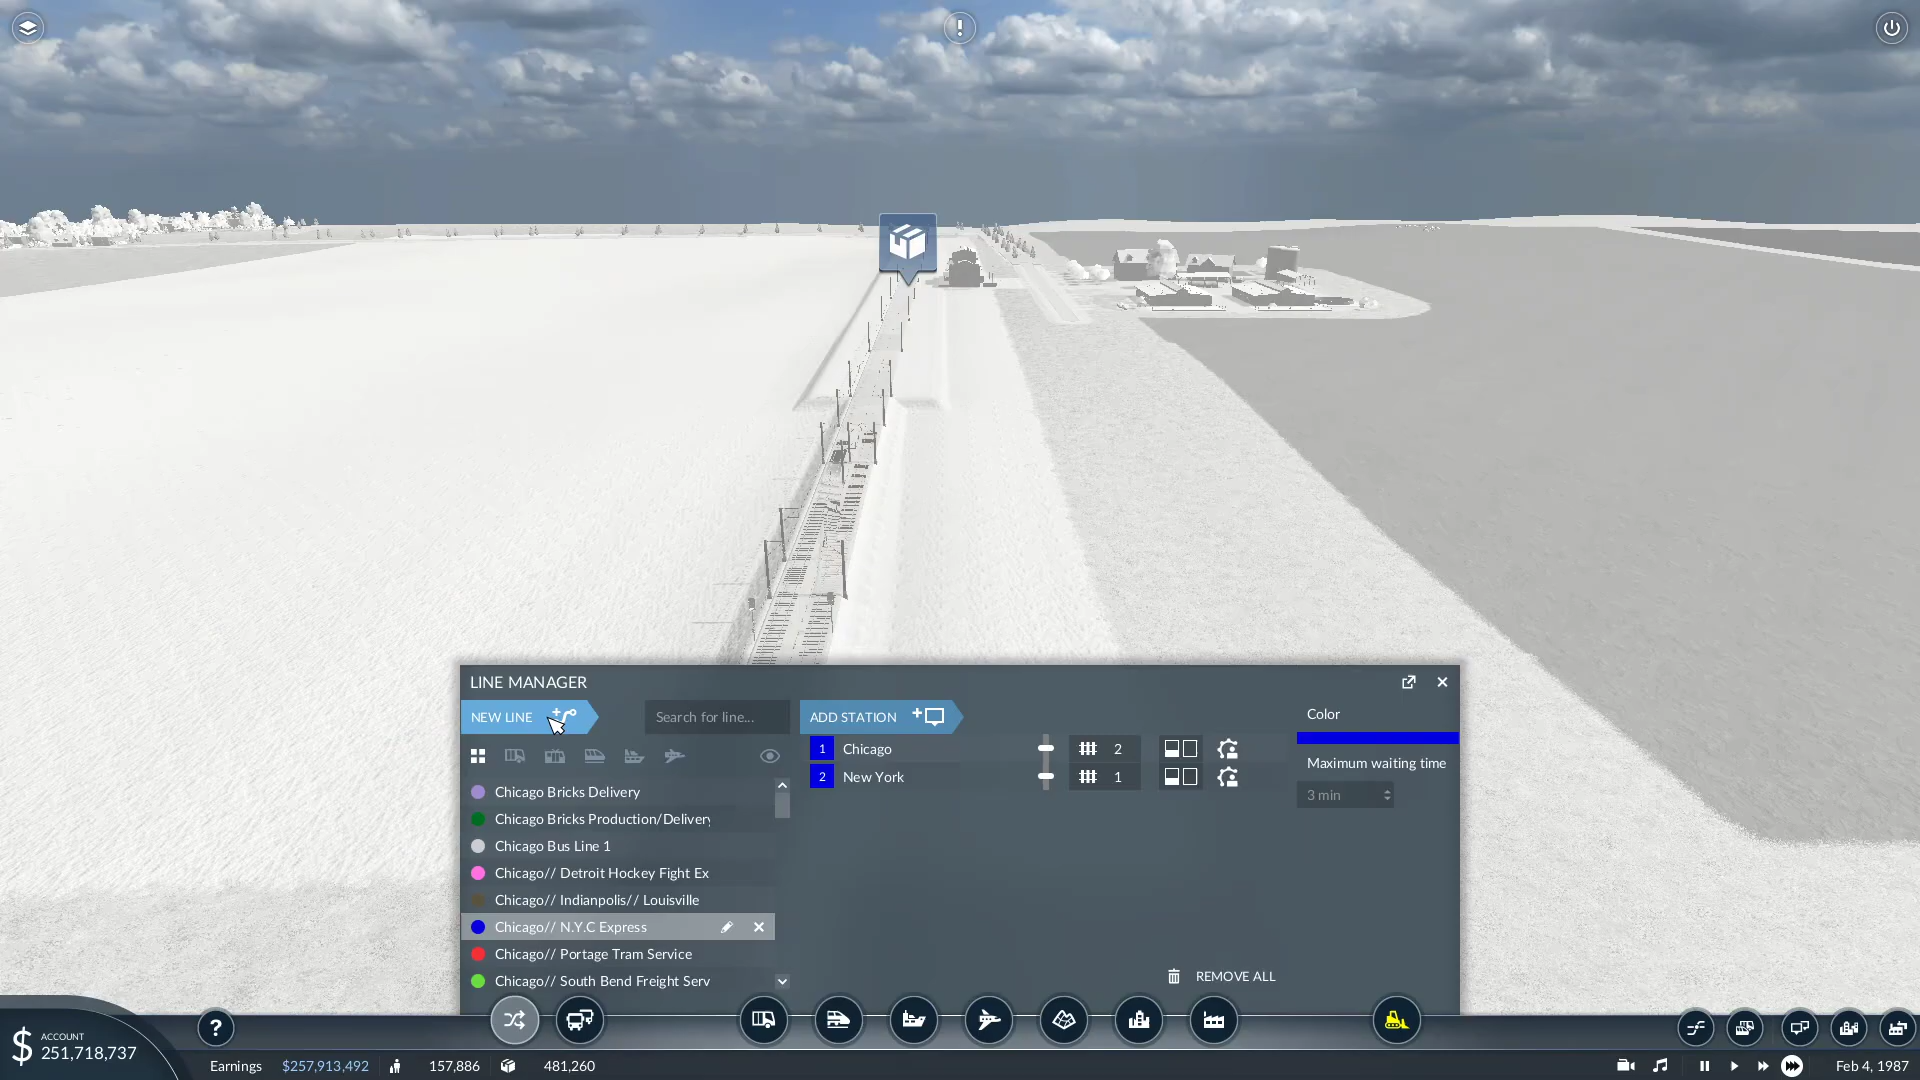 LINE MANAGER
NEW LINE
Search for line...
ADD STATION
Color
1 Chicago 2
2 New York 1
Maximum waiting time
3 min
Chicago Bricks Delivery
Chicago Bricks Production/Delivery
Chicago Bus Line 1
Chicago// Detroit Hockey Fight Ex
Chicago// Indianpolis// Louisville
Chicago// N.Y.C Express
Chicago// Portage Tram Service
Chicago// South Bend Freight Serv
REMOVE ALL
?
$ ACCOUNT
251,718,737
Earnings $257,913,492 157,886 481,260
Feb 4, 1987